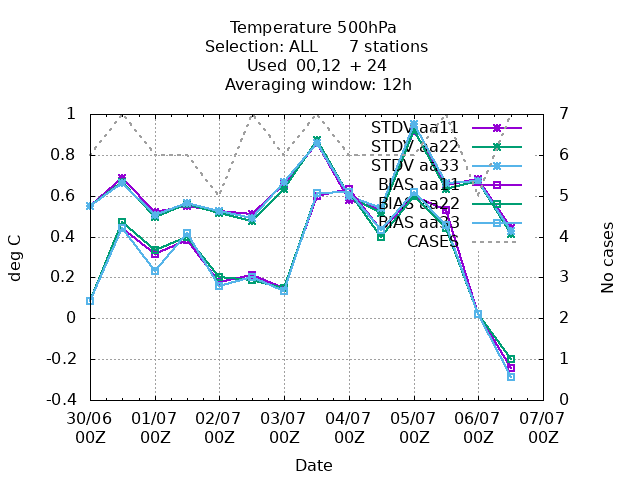 Temperature 500hPa
Selection: ALL 7 stations
Used 00,12 + 24
Averaging window: 12h
1 7
STDV aa11
STDV aa22
0.8 6
STDV aa33
BIAS aa11
0.6 5
BIAS aa22
BIAS aa33
0.4 4
CASES
deg C
No cases
0.2 3
0 2
-0.2 1
-0.4 0
30/06 01/07 02/07 03/07 04/07 05/07 06/07 07/07
00Z 00Z 00Z 00Z 00Z 00Z 00Z 00Z
Date